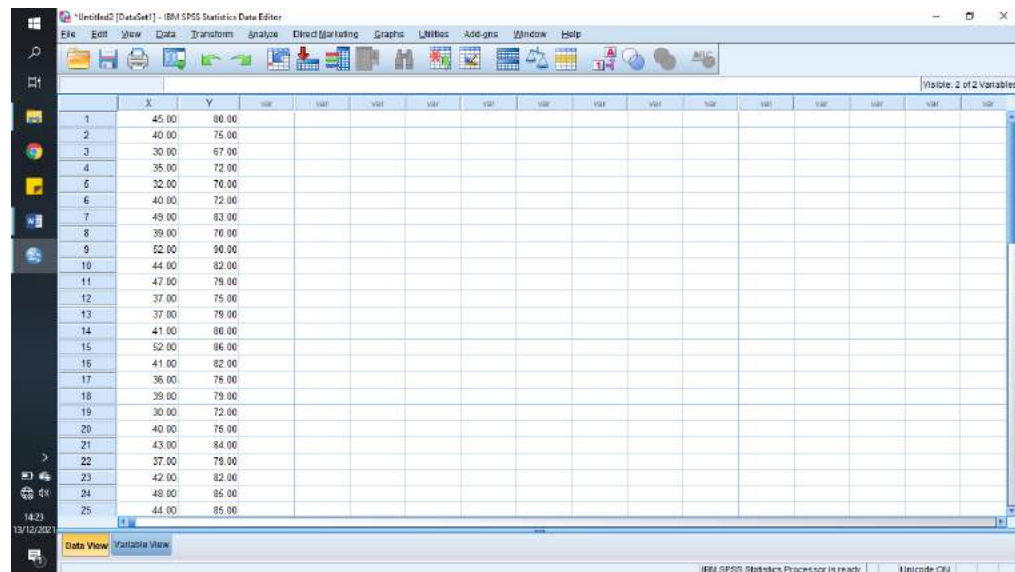 *Untitled2 [DataSet1] - IBM SPSS Statistics Data Editor
File Edit View Data Transform Analyze Direct Marketing Graphs Utilities Add-ons Window Help
Visible: 2 of 2 Variables
X Y var var var var var var var var var var var var var
1 45.00 80.00
2 40.00 75.00
3 30.00 67.00
4 35.00 72.00
5 32.00 70.00
6 40.00 72.00
7 49.00 83.00
8 39.00 70.00
9 52.00 90.00
10 44.00 82.00
11 47.00 79.00
12 37.00 75.00
13 37.00 79.00
14 41.00 80.00
15 52.00 86.00
16 41.00 82.00
17 36.00
18 39.00 79.00
19 30.00 72.00
20 40.00 75.00
21 43.00 84.00
22 37.00 79.00
23 42.00 82.00
24 48.00 85.00
25 44.00 85.00
14:23
13/12/2021
Data View Variable View
IBM SPSS Statistics Processor is ready Unicode:ON